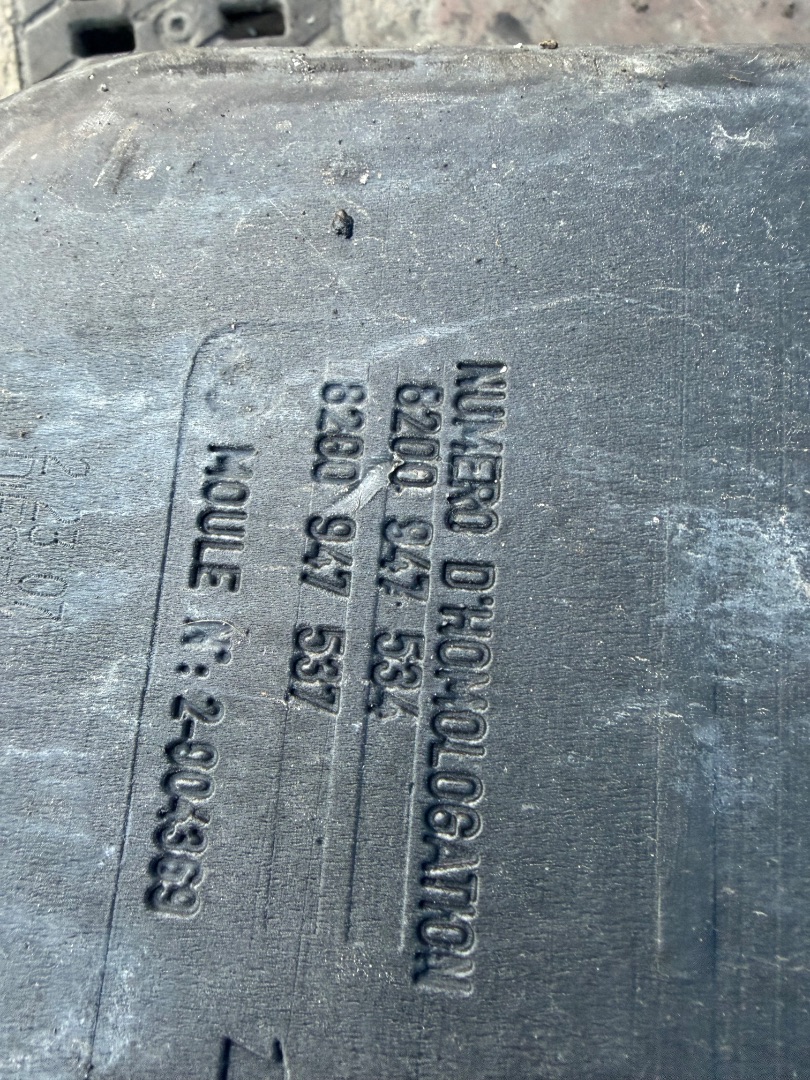 NUMERO D'HOMOLOGATION
8200 947 534
8200 947 537
MOULE N°: 2-904369